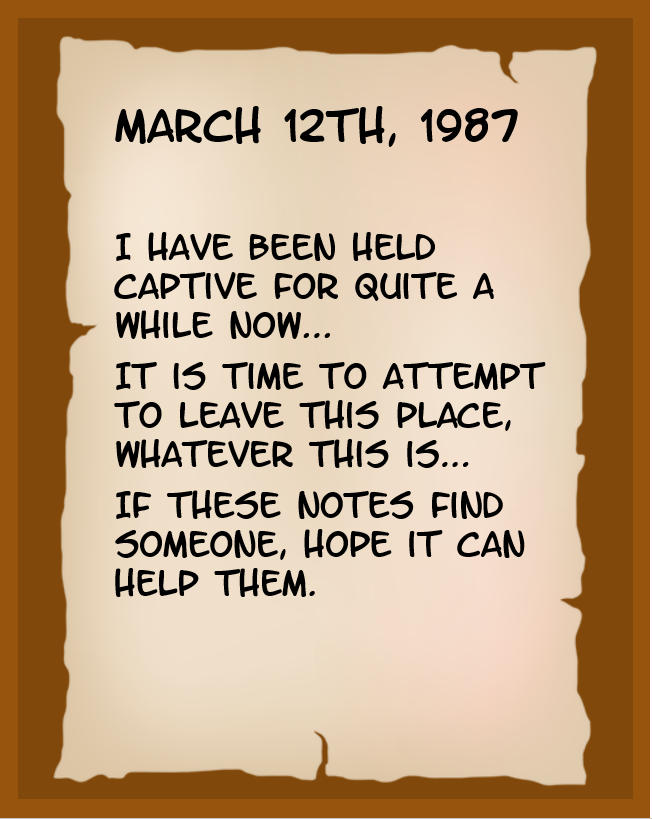 MARCH 12TH, 1987
I HAVE BEEN HELD
CAPTIVE FOR QUITE A
WHILE NOW...
IT IS TIME TO ATTEMPT
TO LEAVE THIS PLACE,
WHATEVER THIS IS...
IF THESE NOTES FIND
SOMEONE, HOPE IT CAN
HELP THEM.